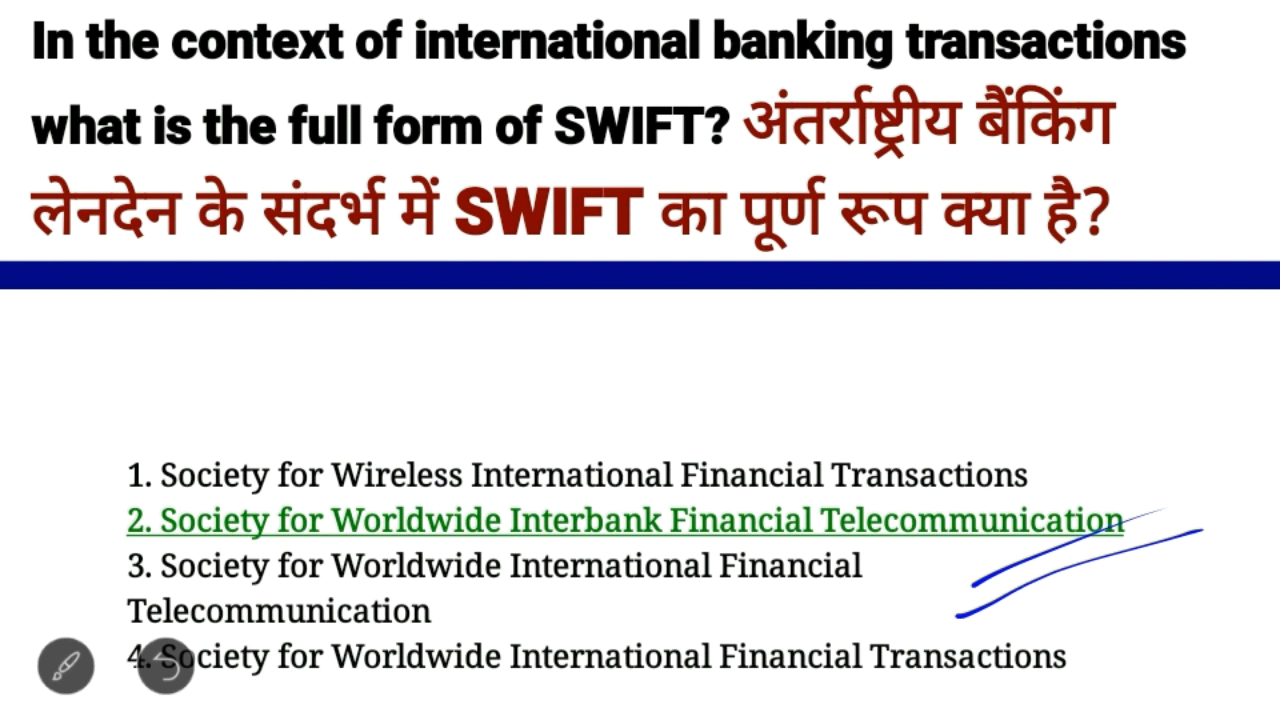 In the context of international banking transactions
what is the full form of SWIFT? अंतर्राष्ट्रीय बैंकिंग
लेनदेन के संदर्भ में SWIFT का पूर्ण रूप क्या है?
1. Society for Wireless International Financial Transactions
2. Society for Worldwide Interbank Financial Telecommunication
3. Society for Worldwide International Financial
Telecommunication
4. Society for Worldwide International Financial Transactions